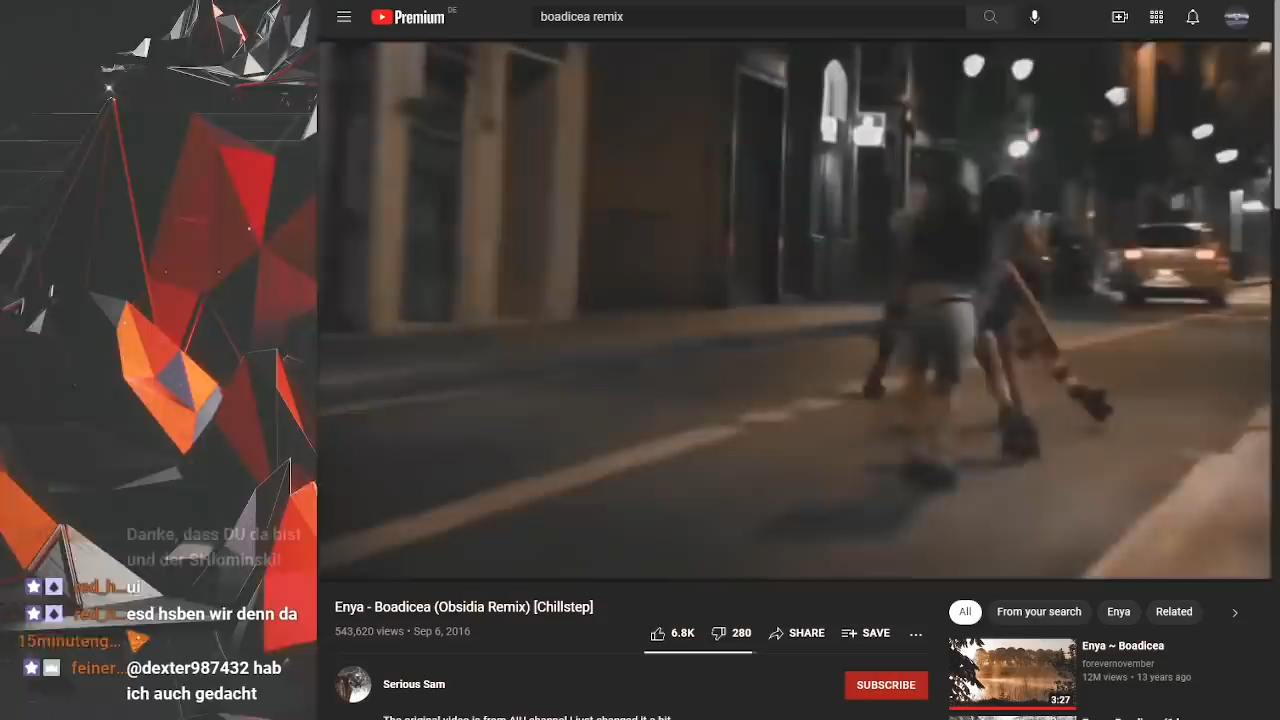 Premium DE
boadicea remix
Danke, dass DU da bist
und der Shlominski!
red_h... ui
red_h... esd hsben wir denn da
15minuteng...
feiner... @dexter987432 hab
ich auch gedacht
Enya - Boadicea (Obsidia Remix) [Chillstep]
543,620 views • Sep 6, 2016
6.8K
280
SHARE
SAVE
Serious Sam
SUBSCRIBE
All
From your search
Enya
Related
Enya ~ Boadicea
forevernovember
12M views • 13 years ago
3:27